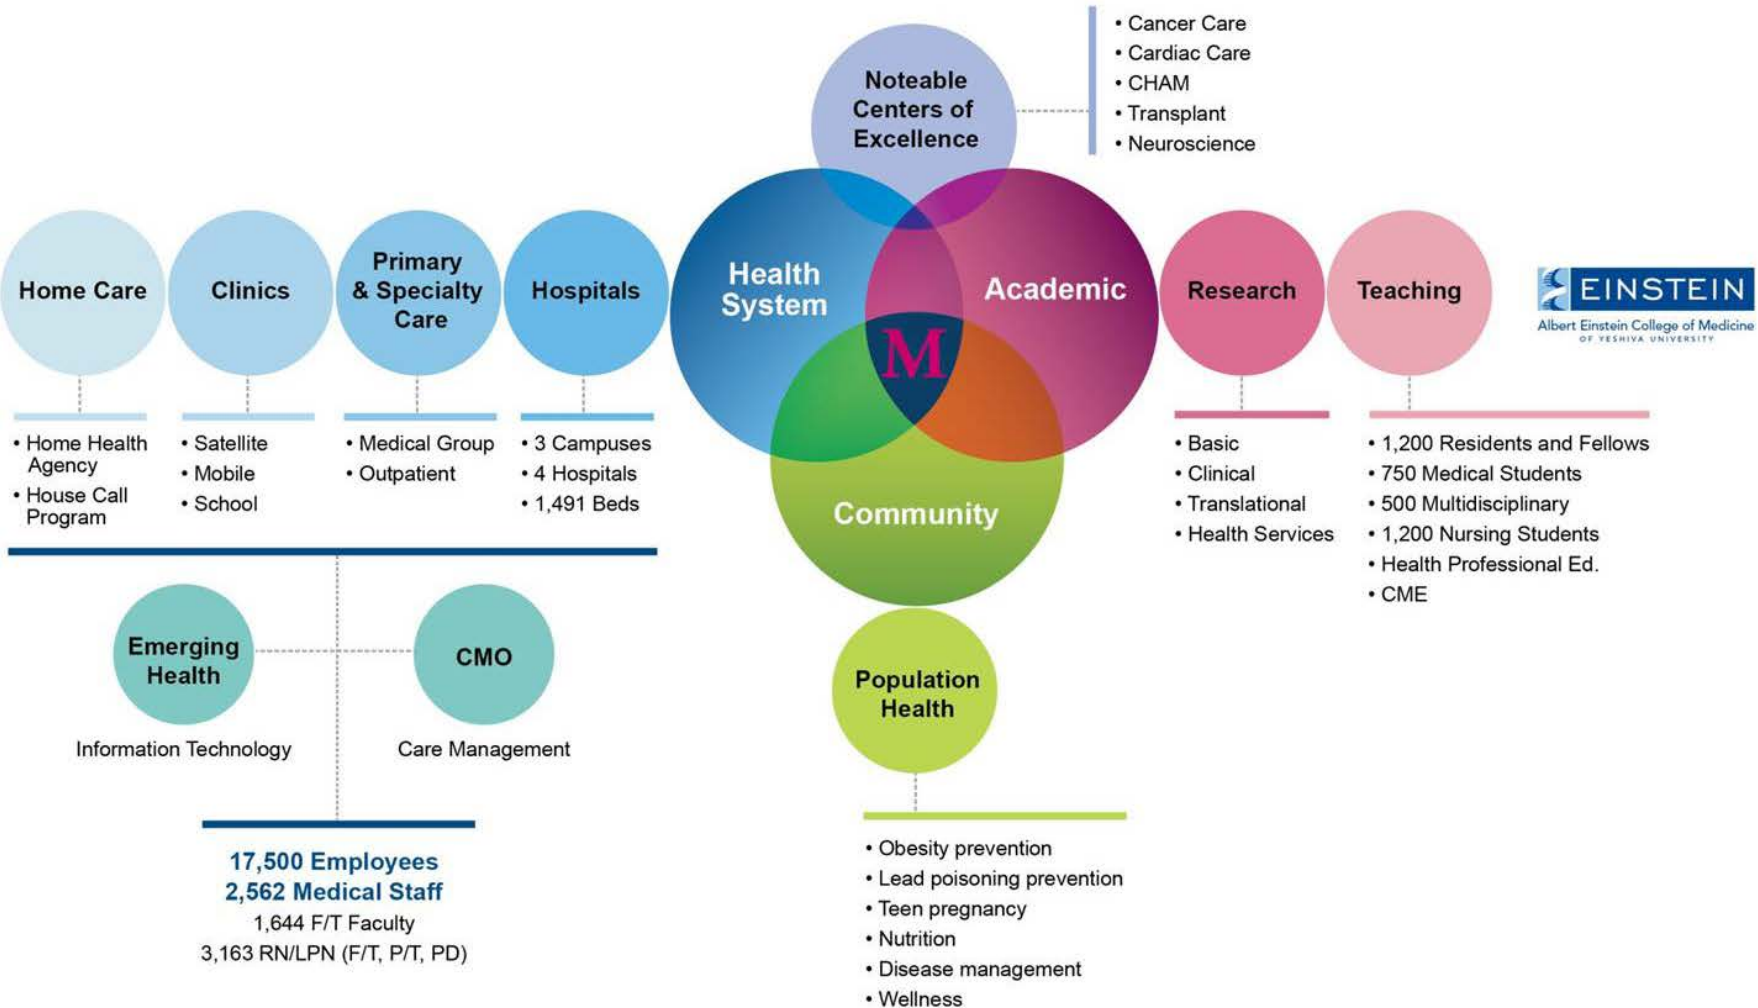 Noteable
Centers of
Excellence
• Cancer Care
• Cardiac Care
• CHAM
• Transplant
• Neuroscience
Home Care
• Home Health
Agency
• House Call
Program
Clinics
• Satellite
• Mobile
• School
Primary
& Specialty
Care
• Medical Group
• Outpatient
Hospitals
• 3 Campuses
• 4 Hospitals
• 1,491 Beds
Health
System
Academic
M
Community
Research
• Basic
• Clinical
• Translational
• Health Services
Teaching
• 1,200 Residents and Fellows
• 750 Medical Students
• 500 Multidisciplinary
• 1,200 Nursing Students
• Health Professional Ed.
• CME
EINSTEIN
Albert Einstein College of Medicine
OF YESHIVA UNIVERSITY
Emerging
Health
Information Technology
CMO
Care Management
17,500 Employees
2,562 Medical Staff
1,644 F/T Faculty
3,163 RN/LPN (F/T, P/T, PD)
Population
Health
• Obesity prevention
• Lead poisoning prevention
• Teen pregnancy
• Nutrition
• Disease management
• Wellness